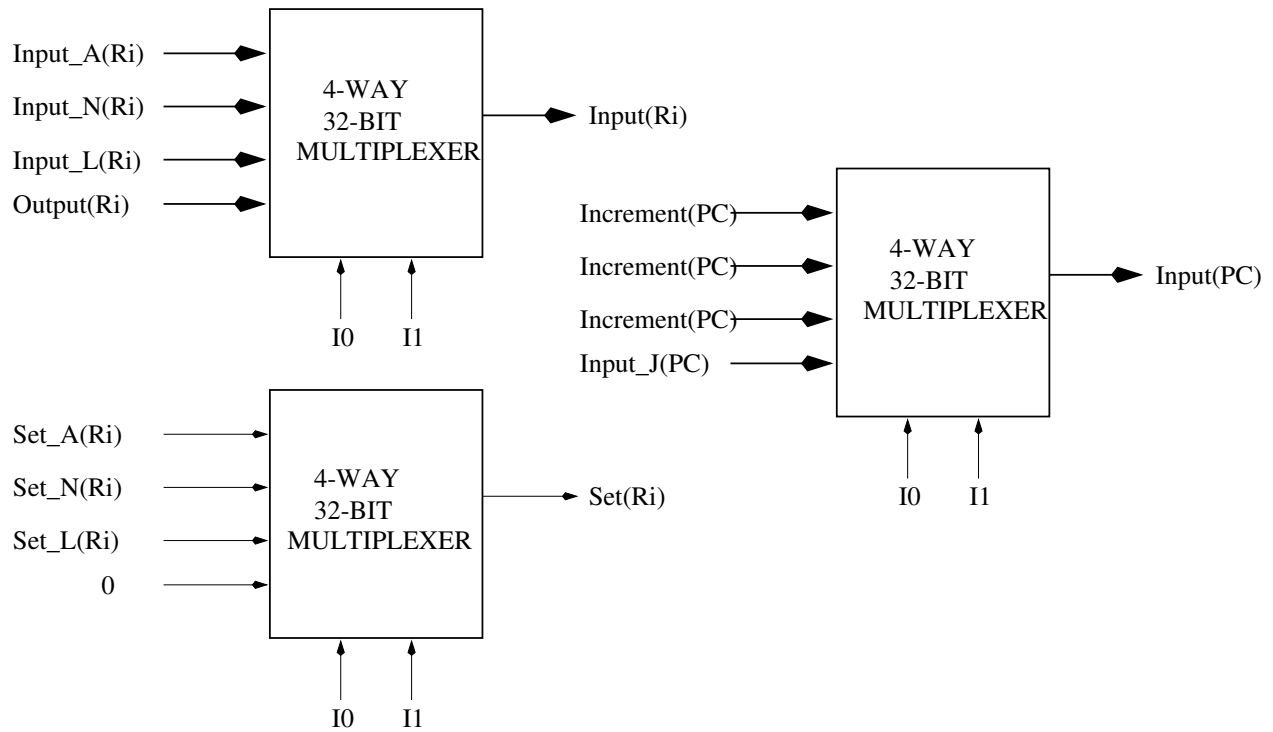 Input_A(Ri)
Input_N(Ri)
Input_L(Ri)
Output(Ri)
4-WAY
32-BIT
MULTIPLEXER
Input(Ri)
I0 I1
Increment(PC)
Increment(PC)
Increment(PC)
Input_J(PC)
4-WAY
32-BIT
MULTIPLEXER
Input(PC)
I0 I1
Set_A(Ri)
Set_N(Ri)
Set_L(Ri)
0
4-WAY
32-BIT
MULTIPLEXER
Set(Ri)
I0 I1